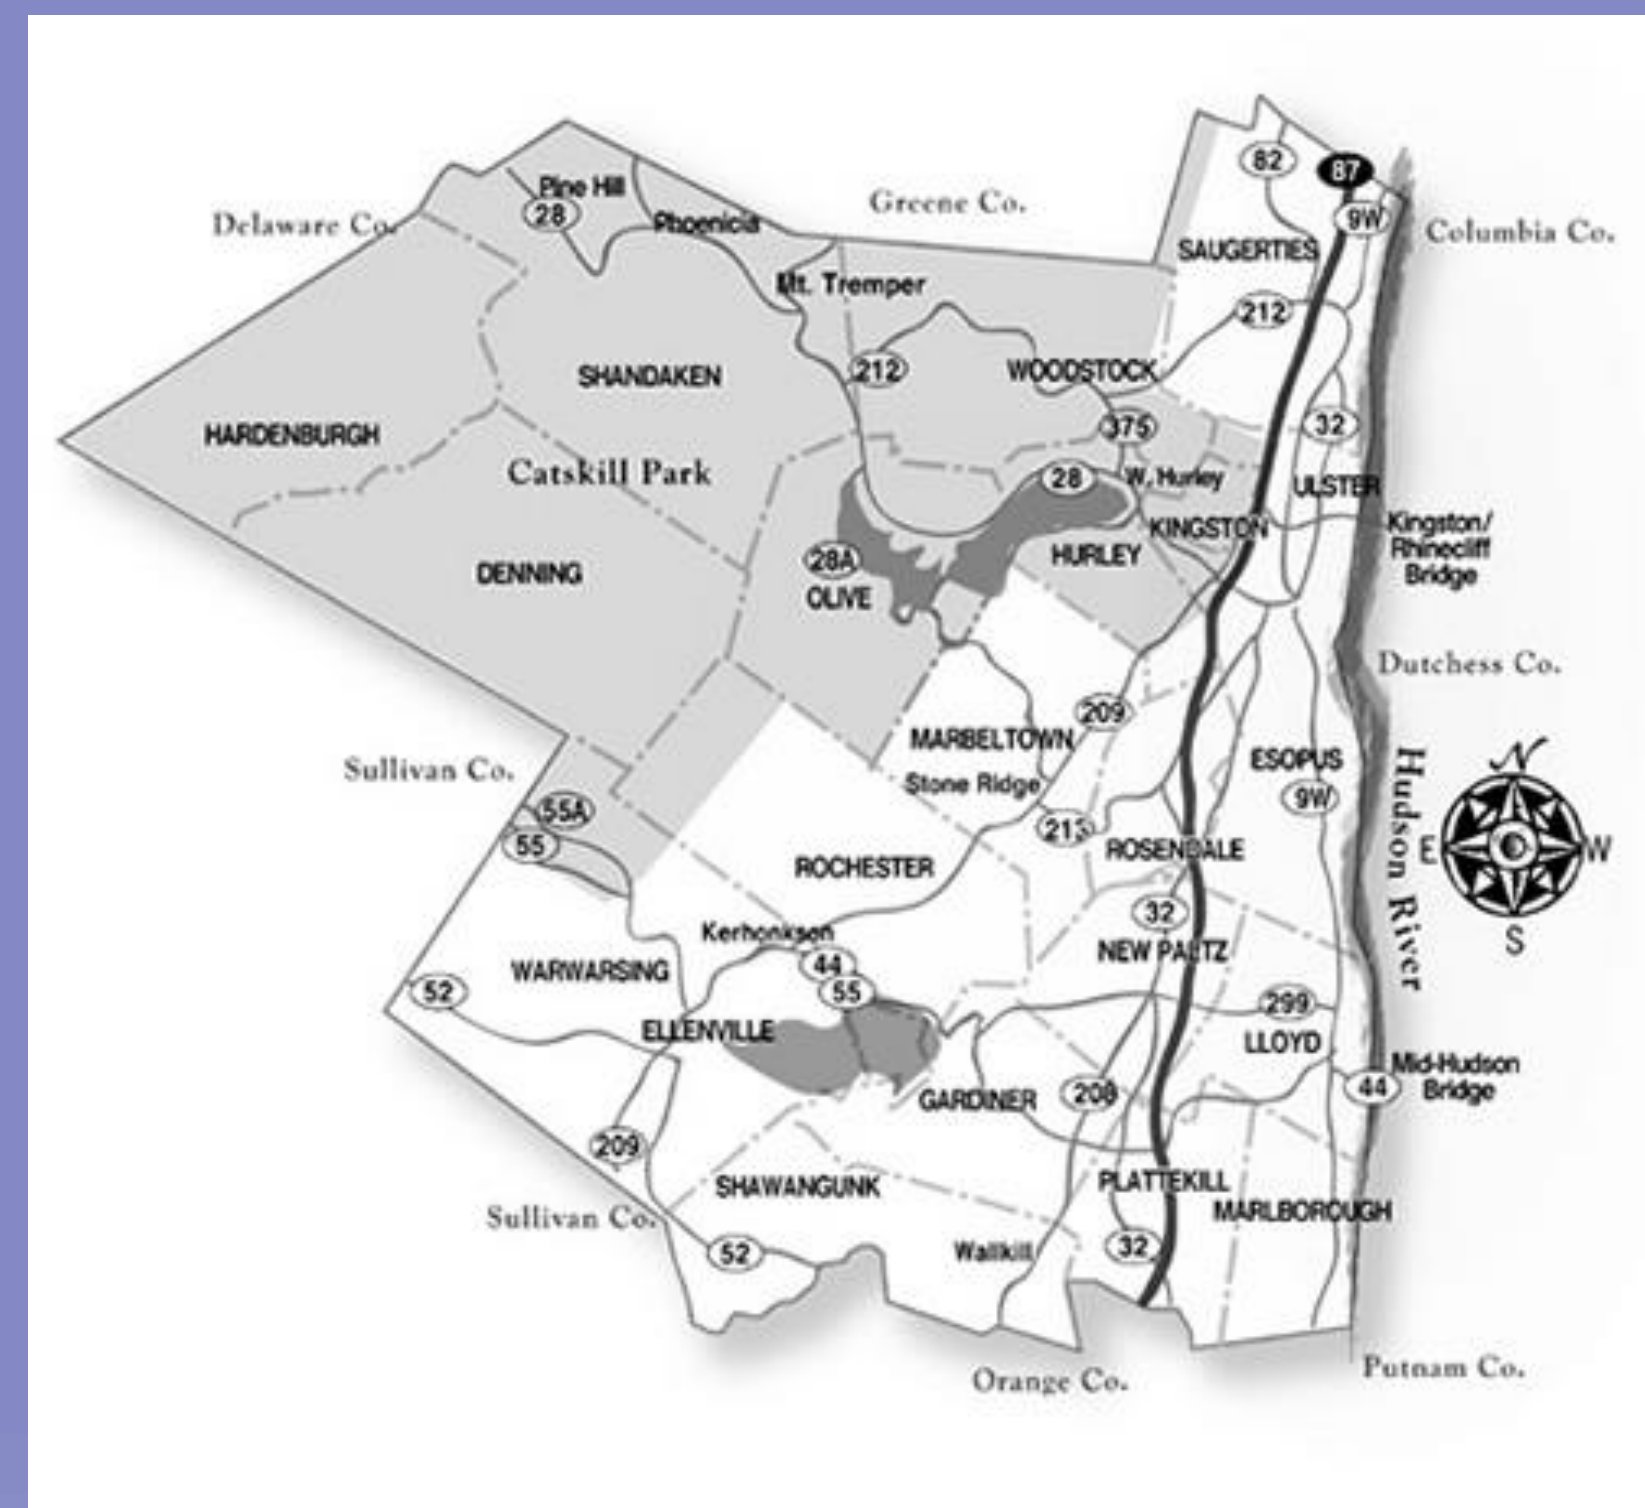 82
87
Pine Hill
28
Delaware Co.
Phoenicia
Greene Co.
9W
Columbia Co.
SAUGERTIES
Mt. Tremper
212
212
WOODSTOCK
SHANDAKEN
HARDENBURGH
375
32
Catskill Park
28
W. Hurley
ULSTER
KINGSTON
Kingston/
Rhinecliff
Bridge
HURLEY
28A
OLIVE
DENNING
Dutchess Co.
209
MARBELTOWN
Stone Ridge
ESOPUS
9W
Hudson River
N
E
W
S
Sullivan Co.
55A
55
213
ROSENDALE
ROCHESTER
32
Kerhonksen
NEW PALTZ
44
55
WARWARSING
52
299
ELLENVILLE
LLOYD
Mid-Hudson
Bridge
44
GARDINER
208
209
SHAWANGUNK
PLATTEKILL
MARLBOROUGH
Sullivan Co.
52
Wallkill
32
Orange Co.
Putnam Co.